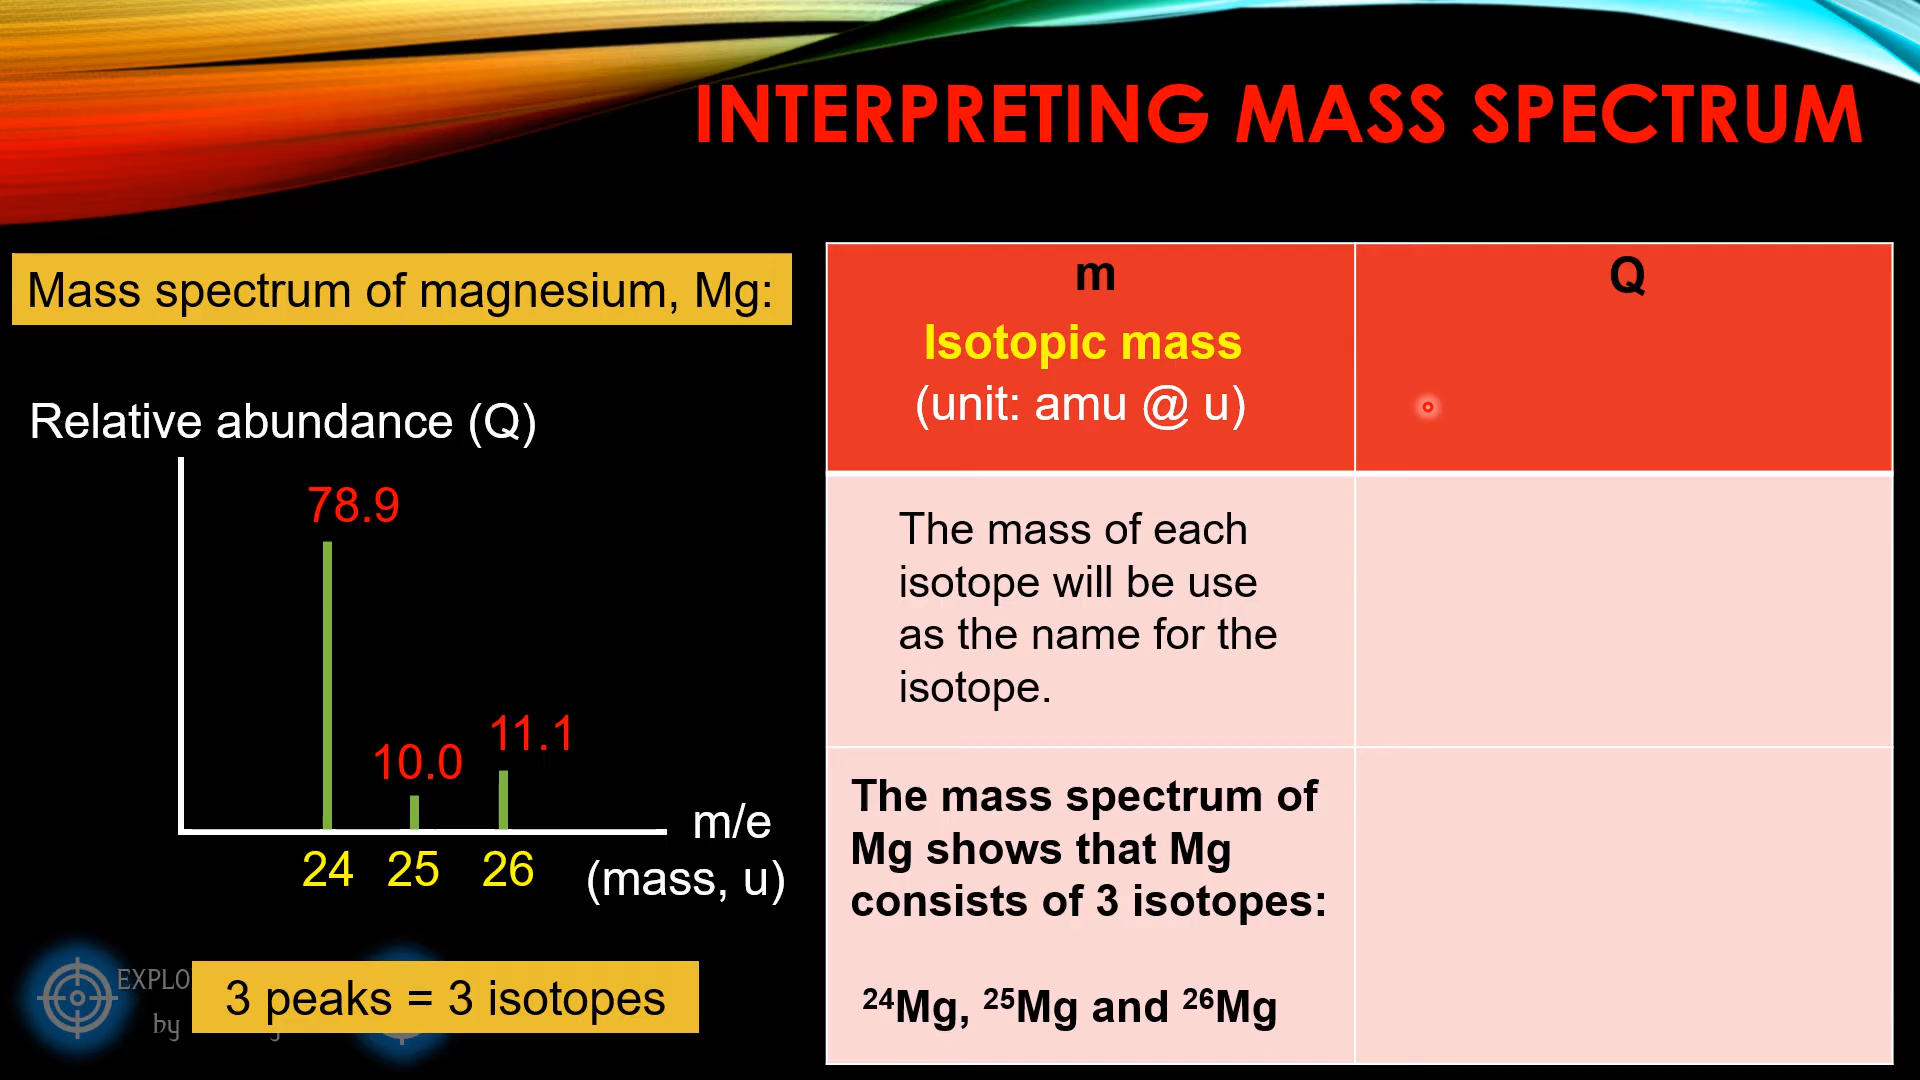 INTERPRETING MASS SPECTRUM
Mass spectrum of magnesium, Mg:
Relative abundance (Q)
78.9
10.0
11.1
m/e
24 25 26
(mass, u)
3 peaks = 3 isotopes
EXPLO
by
m
Isotopic mass
(unit: amu @ u)
Q
The mass of each
isotope will be use
as the name for the
isotope.
The mass spectrum of
Mg shows that Mg
consists of 3 isotopes:
²⁴Mg, ²⁵Mg and ²⁶Mg